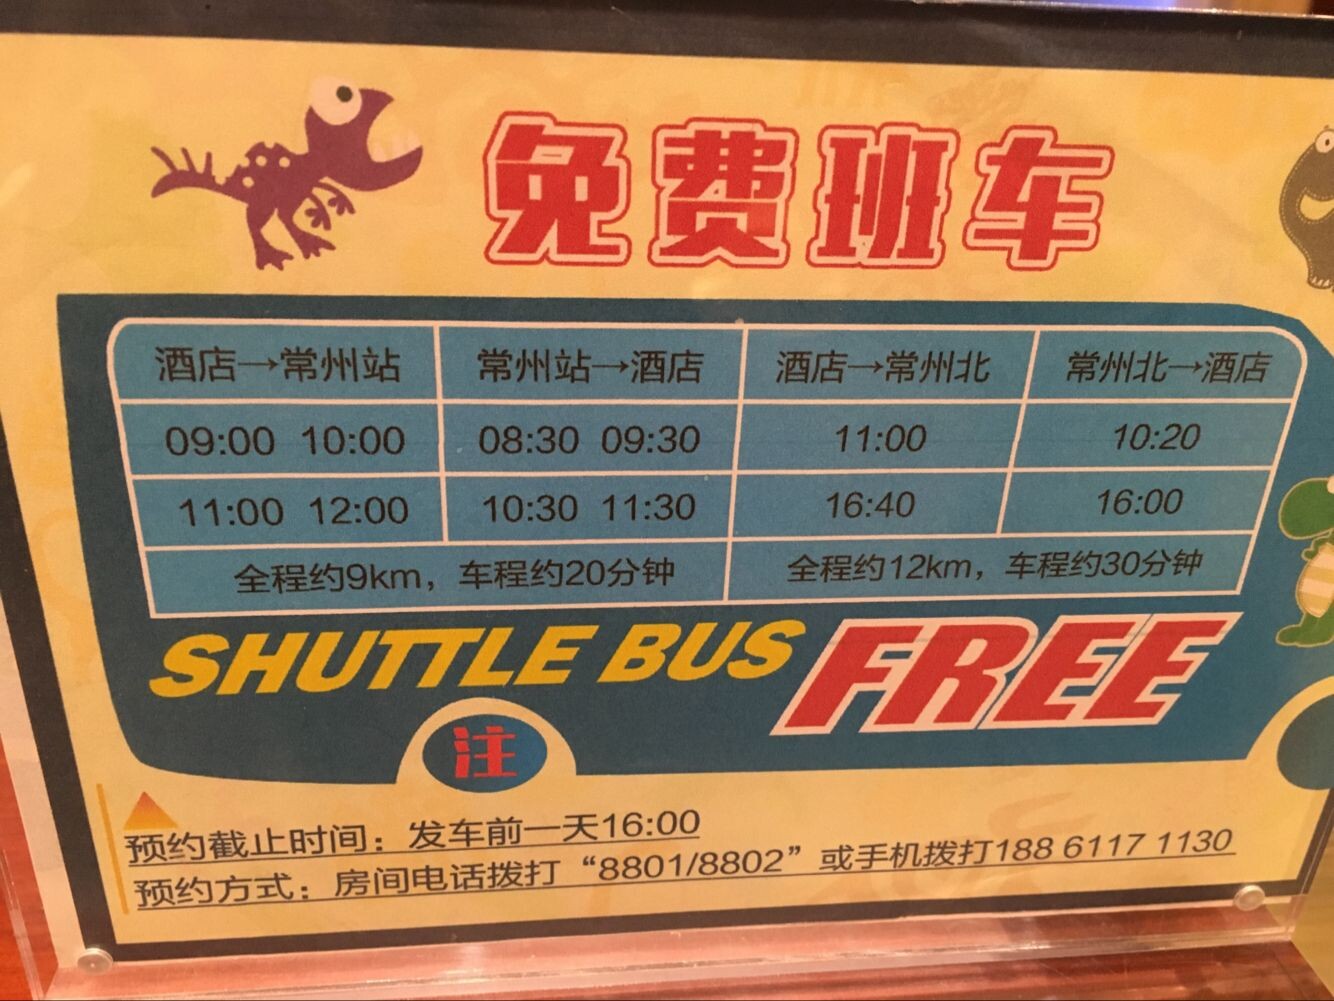 免费班车
酒店→常州站 常州站→酒店 酒店→常州北 常州北→酒店
09:00 10:00 08:30 09:30 11:00 10:20
11:00 12:00 10:30 11:30 16:40 16:00
全程约9km，车程约20分钟 全程约12km，车程约30分钟
SHUTTLE BUS FREE
注
预约截止时间：发车前一天16:00
预约方式：房间电话拨打“8801/8802”或手机拨打188 6117 1130